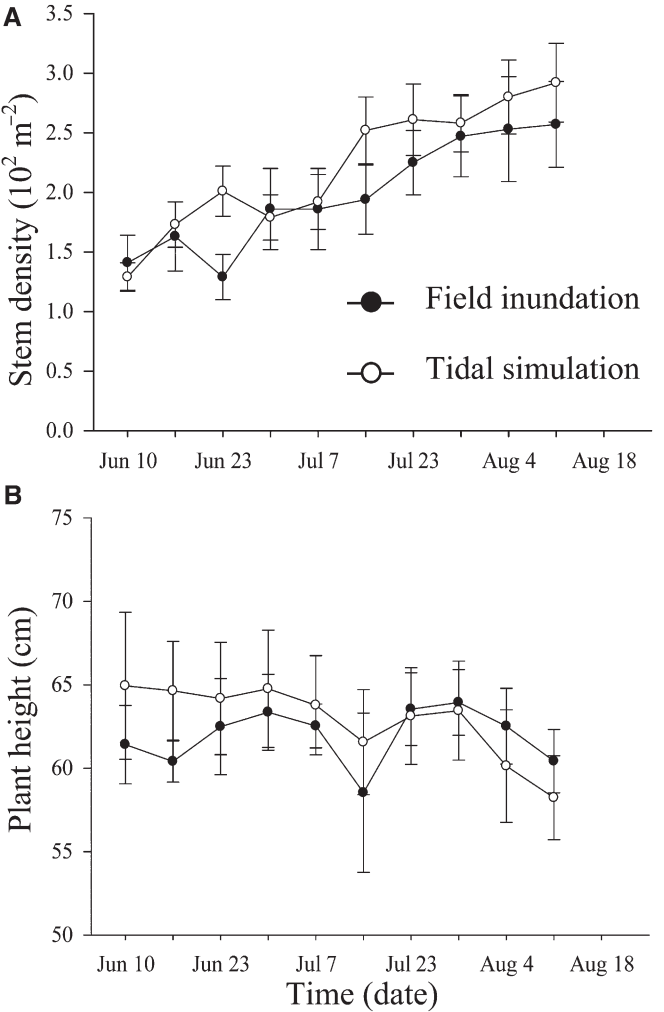 A
Stem density (10² m⁻²)
3.5
3.0
2.5
2.0
1.5
1.0
0.5
0.0
Field inundation
Tidal simulation
Jun 10 Jun 23 Jul 7 Jul 23 Aug 4 Aug 18
B
Plant height (cm)
75
70
65
60
55
50
Jun 10 Jun 23 Jul 7 Jul 23 Aug 4 Aug 18
Time (date)